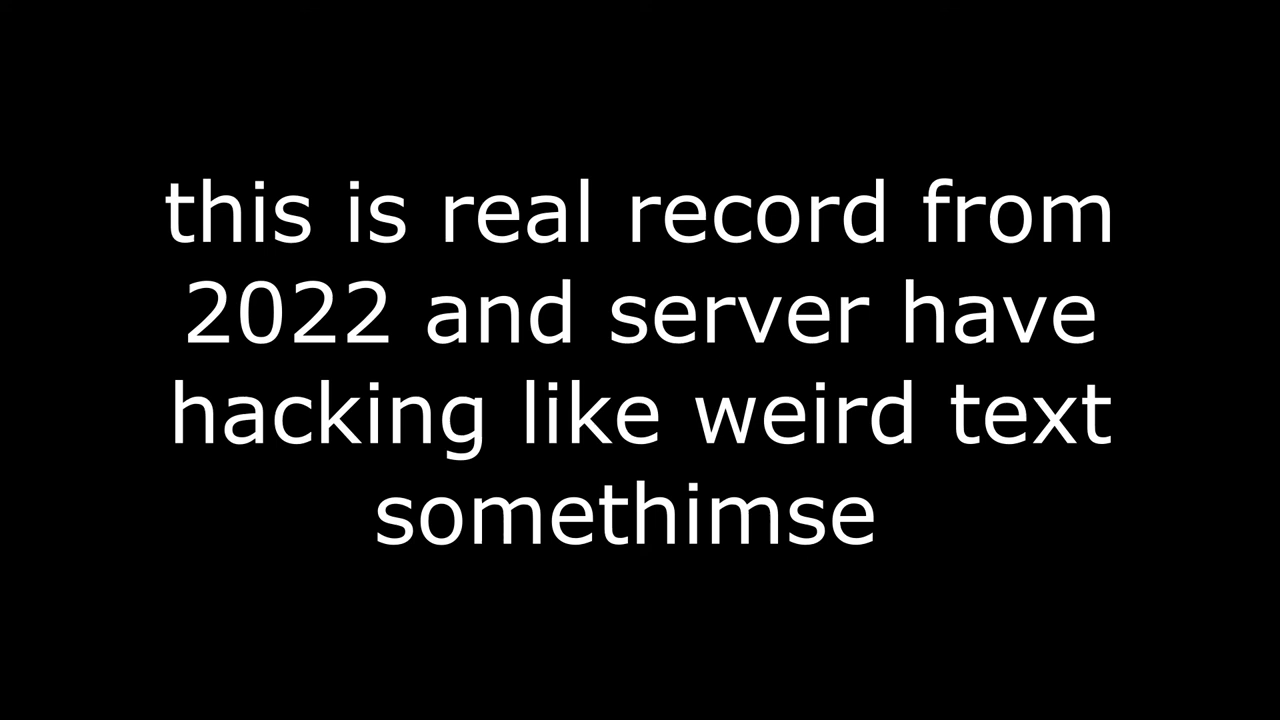 this is real record from
2022 and server have
hacking like weird text
somethimse